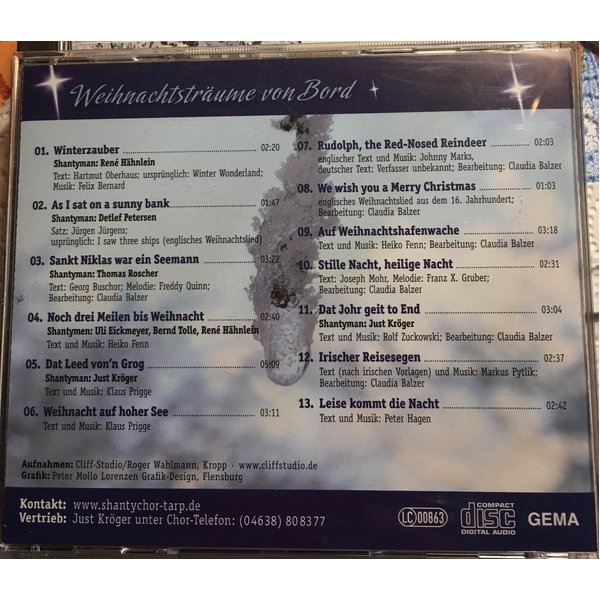 Weihnachtsträume von Bord
01. Winterzauber 02:20
Shantyman: René Hähnlein
Text: Hartmut Oberhaus; ursprünglich: Winter Wonderland;
Musik: Felix Bernard
02. As I sat on a sunny bank 01:47
Shantyman: Detlef Petersen
Satz: Jürgen Jürgens;
usprünglich: I saw three ships (englisches Weihnachtslied)
03. Sankt Niklas war ein Seemann 03:22
Shantyman: Thomas Roscher
Text: Georg Buschor; Melodie: Freddy Quinn;
Bearbeitung: Claudia Balzer
04. Noch drei Meilen bis Weihnacht 02:40
Shantymen: Uli Eickmeyer, Bernd Tolle, René Hähnlein
Text und Musik: Heiko Fenn
05. Dat Leed von'n Grog 05:09
Shantyman: Just Kröger
Text und Musik: Klaus Prigge
06. Weihnacht auf hoher See 03:11
Text und Musik: Klaus Prigge
07. Rudolph, the Red-Nosed Reindeer 02:03
englischer Text und Musik: Johnny Marks,
deutscher Text: Verfasser unbekannt; Bearbeitung: Claudia Balzer
08. We wish you a Merry Christmas 01:03
englisches Weihnachtslied aus dem 16. Jahrhundert;
Bearbeitung: Claudia Balzer
09. Auf Weihnachtshafenwache 03:18
Text und Musik: Heiko Fenn; Bearbeitung: Claudia Balzer
10. Stille Nacht, heilige Nacht 02:31
Text: Joseph Mohr, Melodie: Franz X. Gruber;
Bearbeitung: Claudia Balzer
11. Dat Johr geit to End 03:04
Shantyman: Just Kröger
Text und Musik: Rolf Zuckowski; Bearbeitung: Claudia Balzer
12. Irischer Reisesegen 02:37
Text (nach irischen Vorlagen) und Musik: Markus Pytlik;
Bearbeitung: Claudia Balzer
13. Leise kommt die Nacht 02:42
Text und Musik: Peter Hagen
Aufnahmen: Cliff-Studio/Roger Wahlmann, Kropp · www.cliffstudio.de
Grafik: Peter Mollo Lorenzen Grafik-Design, Flensburg
Kontakt: www.shantychor-tarp.de
Vertrieb: Just Kröger unter Chor-Telefon: (04638) 808377
LC 00863
COMPACT
disc
DIGITAL AUDIO
GEMA